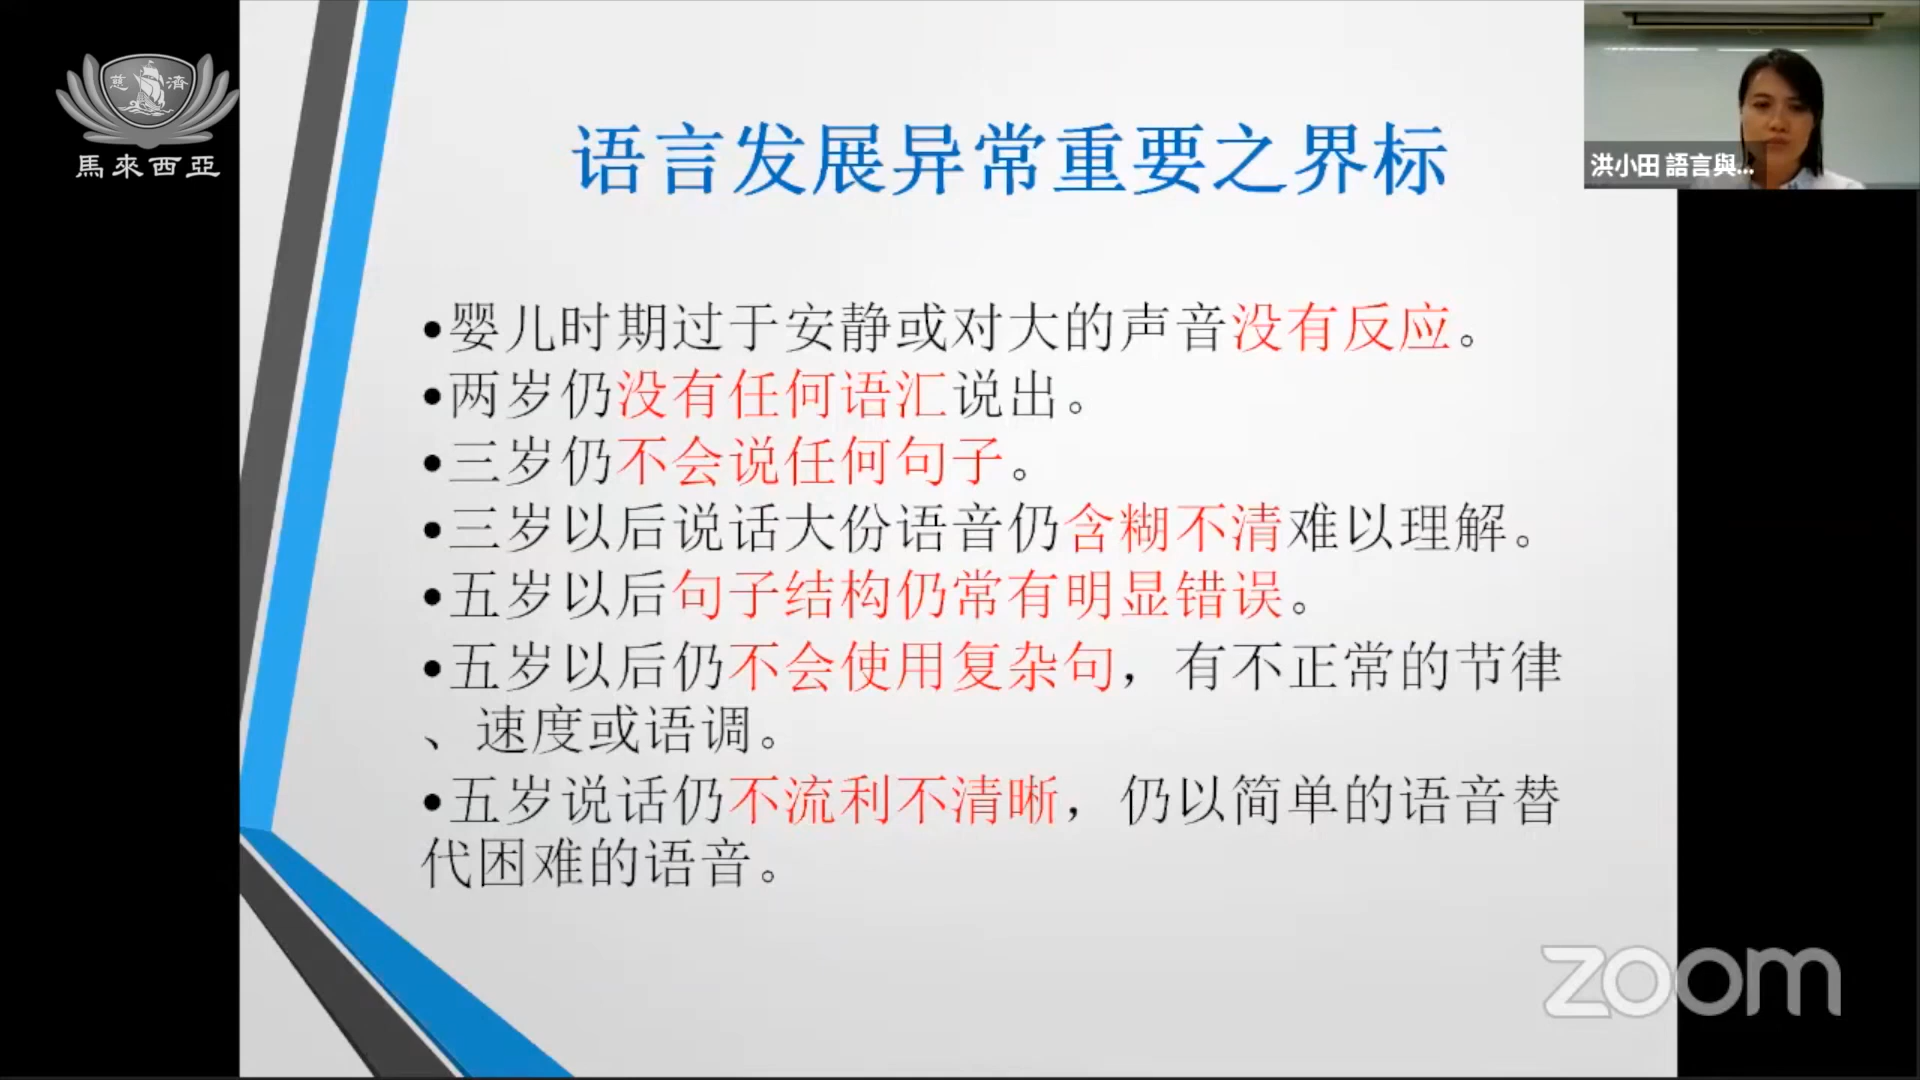 慈 濟
馬來西亞
语言发展异常重要之界标
洪小田 語言與...
•婴儿时期过于安静或对大的声音没有反应。
•两岁仍没有任何语汇说出。
•三岁仍不会说任何句子。
•三岁以后说话大份语音仍含糊不清难以理解。
•五岁以后句子结构仍常有明显错误。
•五岁以后仍不会使用复杂句，有不正常的节律
、速度或语调。
•五岁说话仍不流利不清晰，仍以简单的语音替
代困难的语音。
zoom